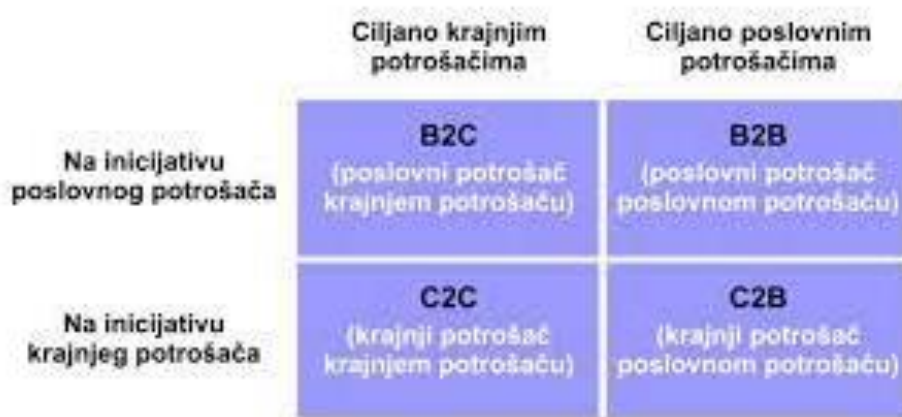 Ciljano krajnjim
potrošačima
Ciljano poslovnim
potrošačima
Na inicijativu
poslovnog potrošača
B2C
(poslovni potrošač
krajnjem potrošaču)
B2B
(poslovni potrošač
poslovnom potrošaču)
Na inicijativu
krajnjeg potrošača
C2C
(krajnji potrošač
krajnjem potrošaču)
C2B
(krajnji potrošač
poslovnom potrošaču)